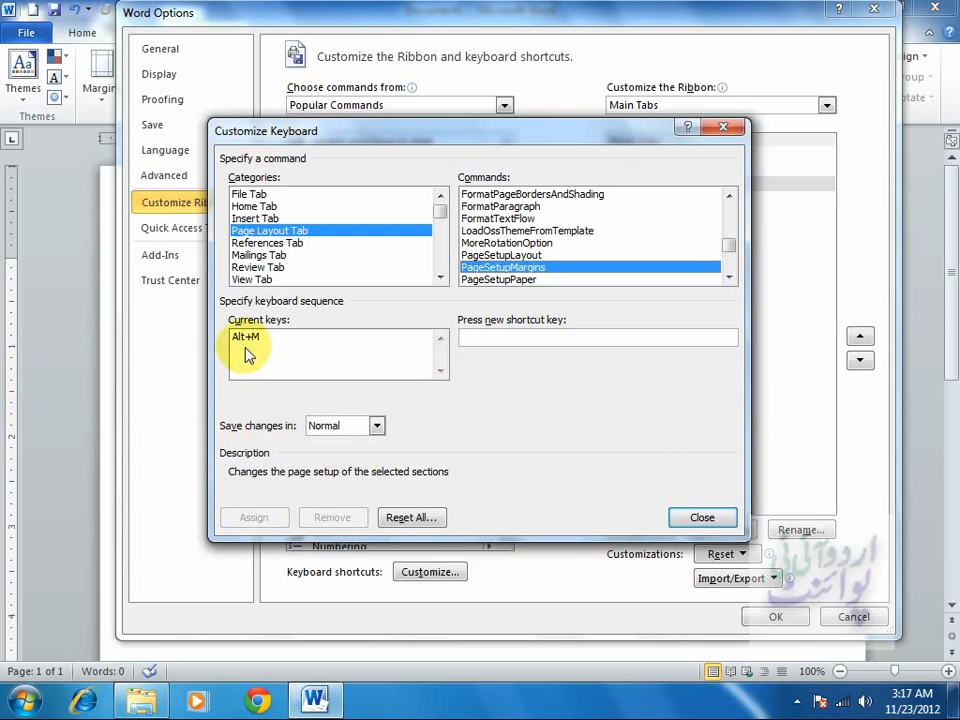 Word Options
File
Home
Themes
Themes
Margin
General
Display
Proofing
Save
Language
Advanced
Customize Rib
Quick Access
Add-Ins
Trust Center
Customize the Ribbon and keyboard shortcuts.
Choose commands from:
Customize the Ribbon:
Popular Commands
Main Tabs
Customize Keyboard
Specify a command
Categories:
Commands:
File Tab
Home Tab
Insert Tab
Page Layout Tab
References Tab
Mailings Tab
Review Tab
View Tab
FormatPageBordersAndShading
FormatParagraph
FormatTextFlow
LoadOssThemeFromTemplate
MoreRotationOption
PageSetupLayout
PageSetupMargins
PageSetupPaper
Specify keyboard sequence
Current keys:
Press new shortcut key:
Alt+M
Save changes in:
Normal
Description
Changes the page setup of the selected sections
Assign
Remove
Reset All...
Close
Numbering
Rename...
Customizations:
Reset
Keyboard shortcuts:
Customize...
Import/Export
اردو آئی ٹی
پوائنٹ
OK
Cancel
Page: 1 of 1
Words: 0
100%
3:17 AM
11/23/2012